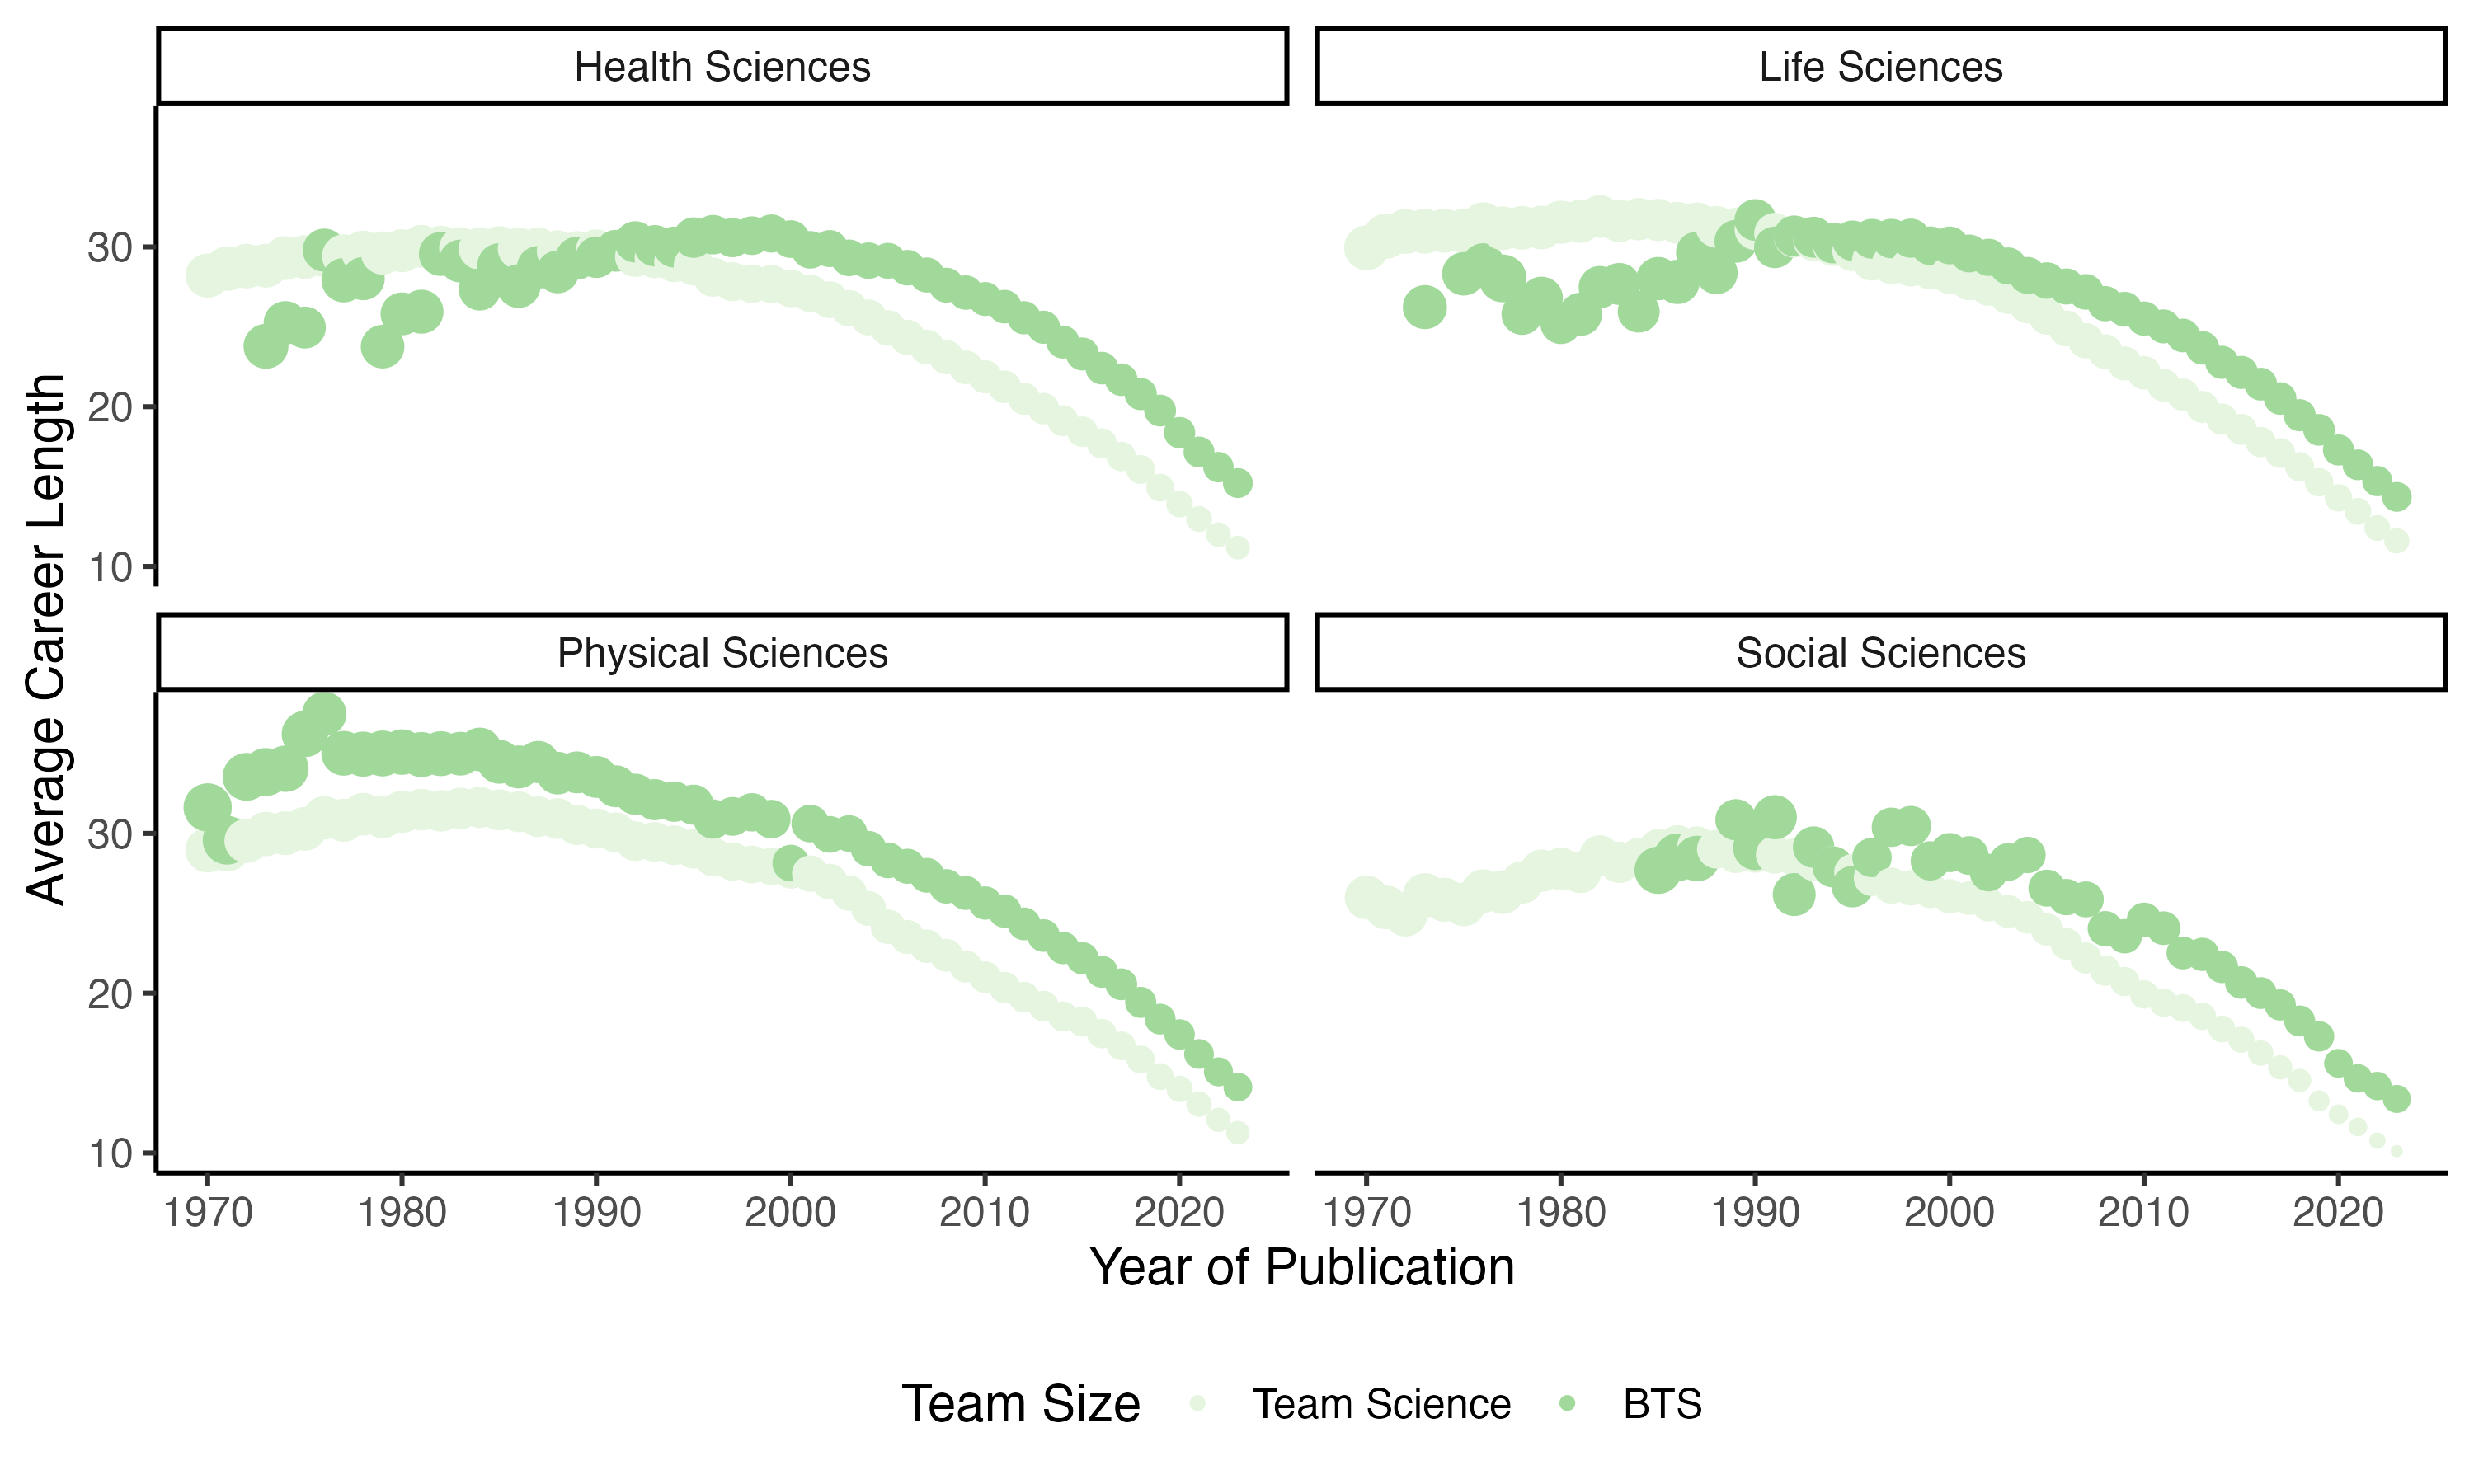 Health Sciences
Life Sciences
30
20
10
Average Career Length
Physical Sciences
Social Sciences
30
20
10
1970 1980 1990 2000 2010 2020 1970 1980 1990 2000 2010 2020
Year of Publication
Team Size Team Science BTS